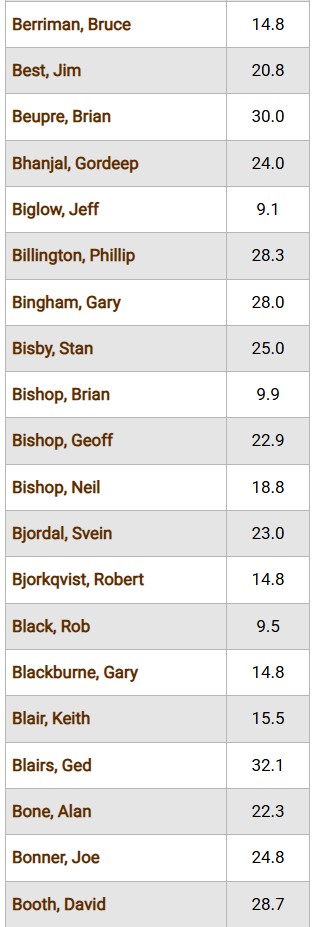 Berriman, Bruce 14.8
Best, Jim 20.8
Beupre, Brian 30.0
Bhanjal, Gordeep 24.0
Biglow, Jeff 9.1
Billington, Phillip 28.3
Bingham, Gary 28.0
Bisby, Stan 25.0
Bishop, Brian 9.9
Bishop, Geoff 22.9
Bishop, Neil 18.8
Bjordal, Svein 23.0
Bjorkqvist, Robert 14.8
Black, Rob 9.5
Blackburne, Gary 14.8
Blair, Keith 15.5
Blairs, Ged 32.1
Bone, Alan 22.3
Bonner, Joe 24.8
Booth, David 28.7